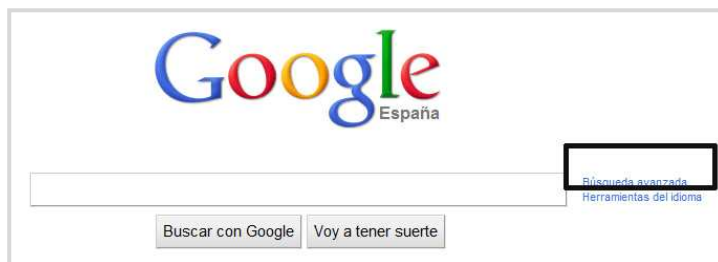 Google
España
Búsqueda avanzada
Herramientas del idioma
Buscar con Google
Voy a tener suerte